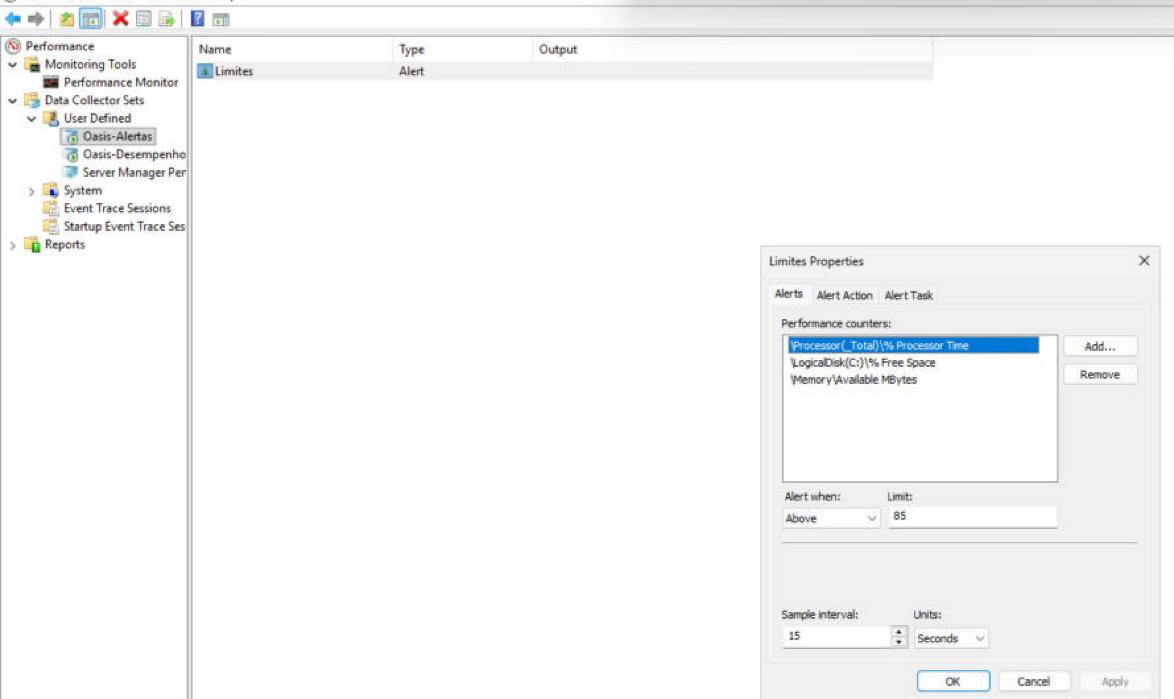 Performance
Monitoring Tools
Performance Monitor
Data Collector Sets
User Defined
Oasis-Alertas
Oasis-Desempenho
Server Manager Per
System
Event Trace Sessions
Startup Event Trace Ses
Reports
Name Type Output
Limites Alert
Limites Properties
Alerts Alert Action Alert Task
Performance counters:
\Processor(_Total)\% Processor Time
\LogicalDisk(C:)\% Free Space
\Memory\Available MBytes
Add...
Remove
Alert when: Limit:
Above 85
Sample interval: Units:
15 Seconds
OK Cancel Apply